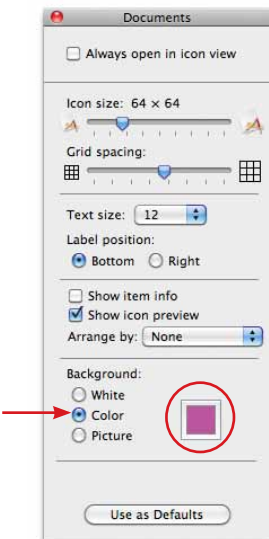 Documents
Always open in icon view
Icon size: 64 × 64
Grid spacing:
Text size: 12
Label position:
Bottom Right
Show item info
Show icon preview
Arrange by: None
Background:
White
Color
Picture
Use as Defaults